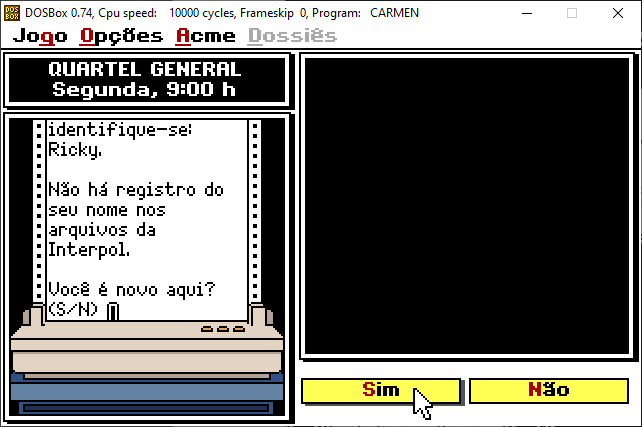 DOS BOX DOSBox 0.74, Cpu speed: 10000 cycles, Frameskip 0, Program: CARMEN
Jogo Opções Acme Dossiês
QUARTEL GENERAL
Segunda, 9:00 h
identifique-se:
Ricky.
Não há registro do
seu nome nos
arquivos da
Interpol.
Você é novo aqui?
(S/N)
Sim Não